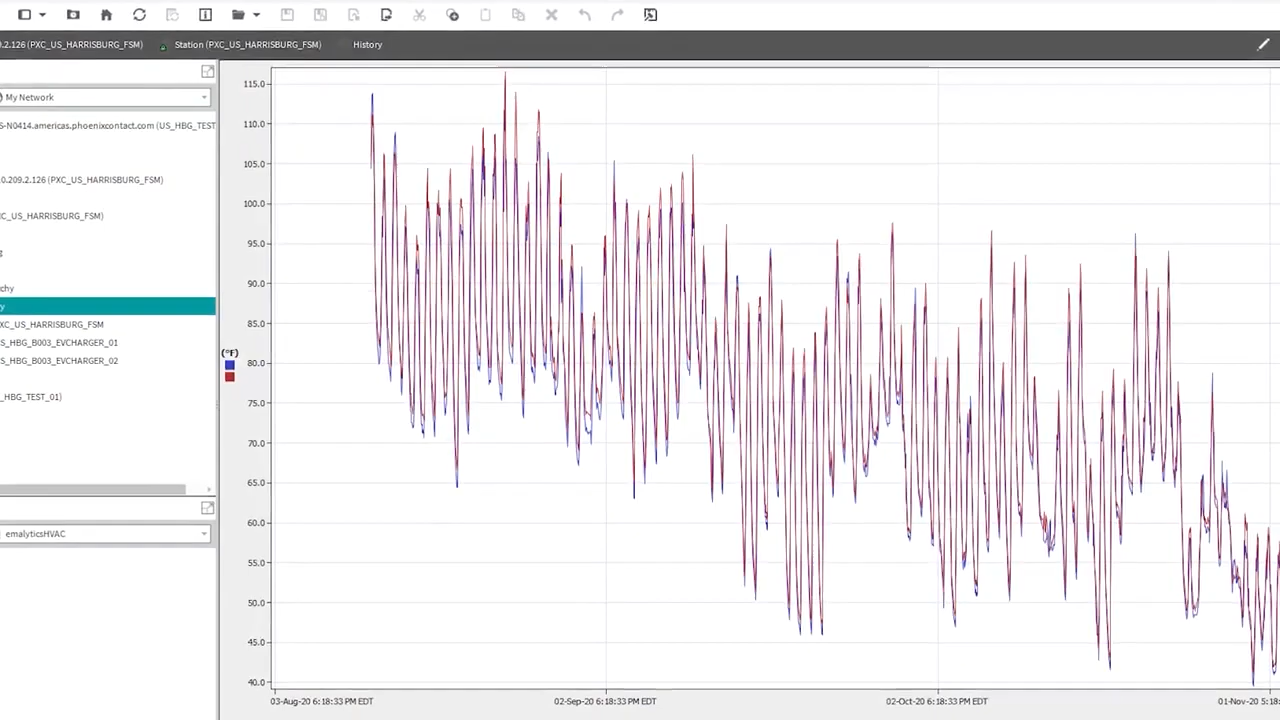 0.2.126 (PXC_US_HARRISBURG_FSM) Station (PXC_US_HARRISBURG_FSM) History
My Network
S-N0414.americas.phoenixcontact.com (US_HBG_TEST
0.209.2.126 (PXC_US_HARRISBURG_FSM)
C_US_HARRISBURG_FSM)
g
chy
y
XC_US_HARRISBURG_FSM
S_HBG_B003_EVCHARGER_01
S_HBG_B003_EVCHARGER_02
_HBG_TEST_01)
emalyticsHVAC
115.0
110.0
105.0
100.0
95.0
90.0
85.0
(°F)
80.0
75.0
70.0
65.0
60.0
55.0
50.0
45.0
40.0
03-Aug-20 6:18:33 PM EDT 02-Sep-20 6:18:33 PM EDT 02-Oct-20 6:18:33 PM EDT 01-Nov-20 5:18